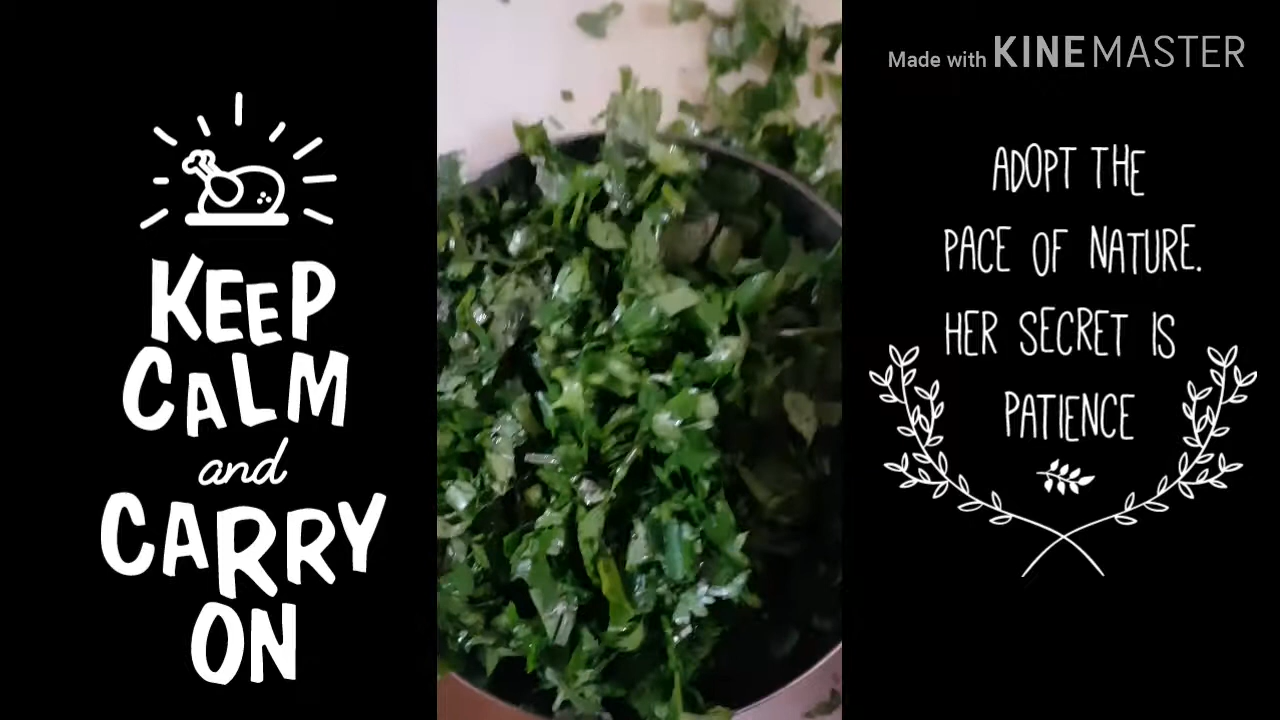 KEEP
CALM
and
CARRY
ON
Made with KINEMASTER
ADOPT THE
PACE OF NATURE.
HER SECRET IS
PATIENCE